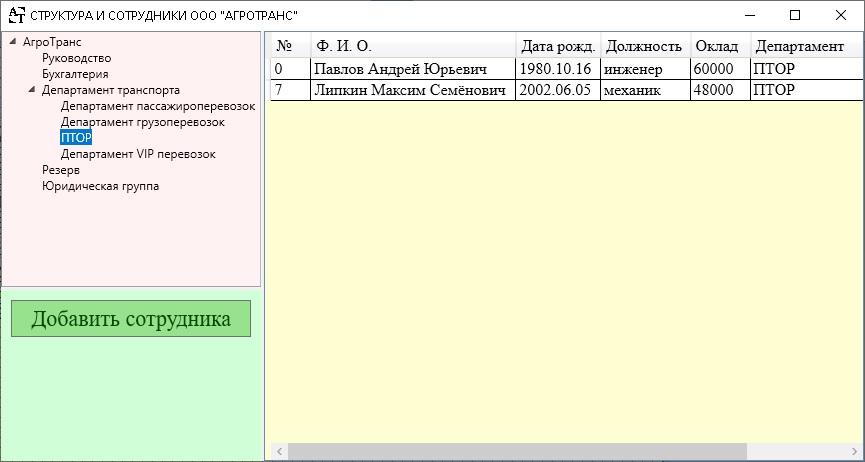 AT СТРУКТУРА И СОТРУДНИКИ ООО "АГРОТРАНС"
АгроТранс
Руководство
Бухгалтерия
Департамент транспорта
Департамент пассажироперевозок
Департамент грузоперевозок
ПТОР
Департамент VIP перевозок
Резерв
Юридическая группа
Добавить сотрудника
№ Ф. И. О. Дата рожд. Должность Оклад Департамент
0 Павлов Андрей Юрьевич 1980.10.16 инженер 60000 ПТОР
7 Липкин Максим Семёнович 2002.06.05 механик 48000 ПТОР